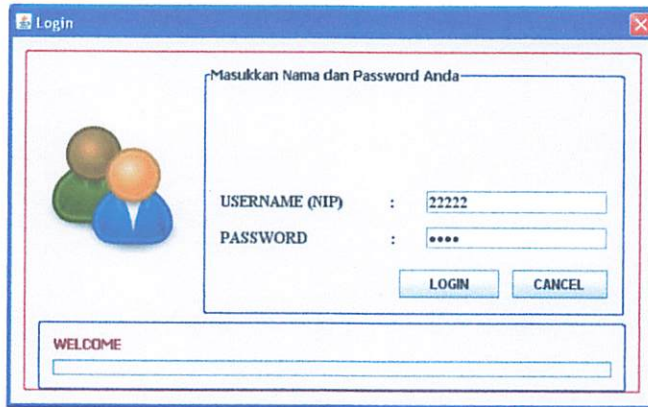 Login
Masukkan Nama dan Password Anda
USERNAME (NIP) : 22222
PASSWORD : ••••
LOGIN CANCEL
WELCOME